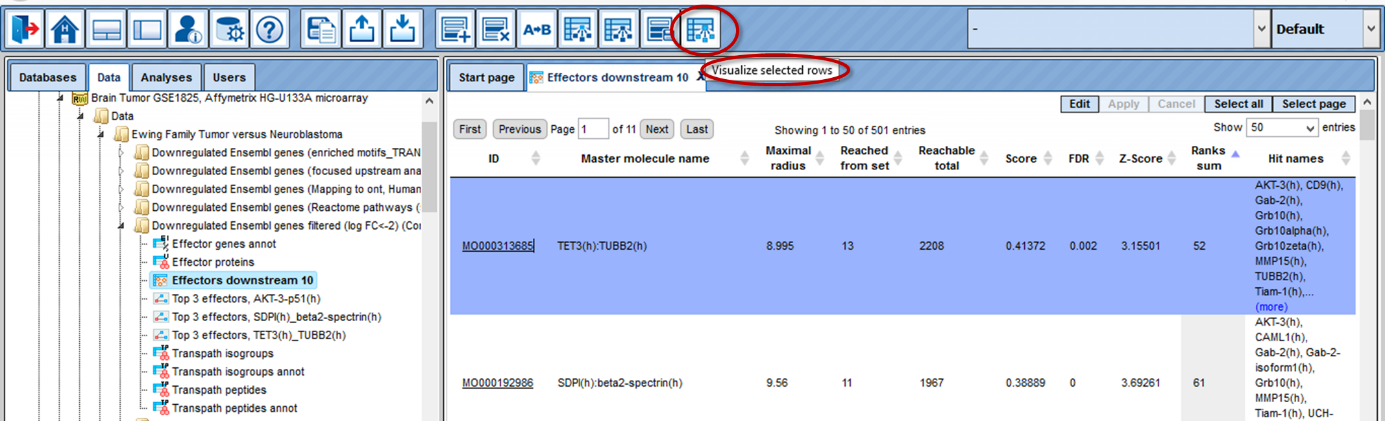 A➔B
-
Default
Databases
Data
Analyses
Users
Brain Tumor GSE1825, Affymetrix HG-U133A microarray
Data
Ewing Family Tumor versus Neuroblastoma
Downregulated Ensembl genes (enriched motifs_TRAN
Downregulated Ensembl genes (focused upstream ana
Downregulated Ensembl genes (Mapping to ont, Human
Downregulated Ensembl genes (Reactome pathways (
Downregulated Ensembl genes filtered (log FC<-2) (Con
Effector genes annot
Effector proteins
Effectors downstream 10
Top 3 effectors, AKT-3-p51(h)
Top 3 effectors, SDPI(h)_beta2-spectrin(h)
Top 3 effectors, TET3(h)_TUBB2(h)
Transpath isogroups
Transpath isogroups annot
Transpath peptides
Transpath peptides annot
Start page
Effectors downstream 10 X
Visualize selected rows
Edit Apply Cancel Select all Select page
First Previous Page 1 of 11 Next Last
Showing 1 to 50 of 501 entries
Show 50 entries
ID
Master molecule name
Maximal radius
Reached from set
Reachable total
Score
FDR
Z-Score
Ranks sum
Hit names
MO000313685 TET3(h):TUBB2(h) 8.995 13 2208 0.41372 0.002 3.15501 52
AKT-3(h), CD9(h),
Gab-2(h),
Grb10(h),
Grb10alpha(h),
Grb10zeta(h),
MMP15(h),
TUBB2(h),
Tiam-1(h),...
(more)
MO000192986 SDPI(h):beta2-spectrin(h) 9.56 11 1967 0.38889 0 3.69261 61
AKT-3(h),
CAML1(h),
Gab-2(h), Gab-2-
isoform1(h),
Grb10(h),
MMP15(h),
Tiam-1(h), UCH-